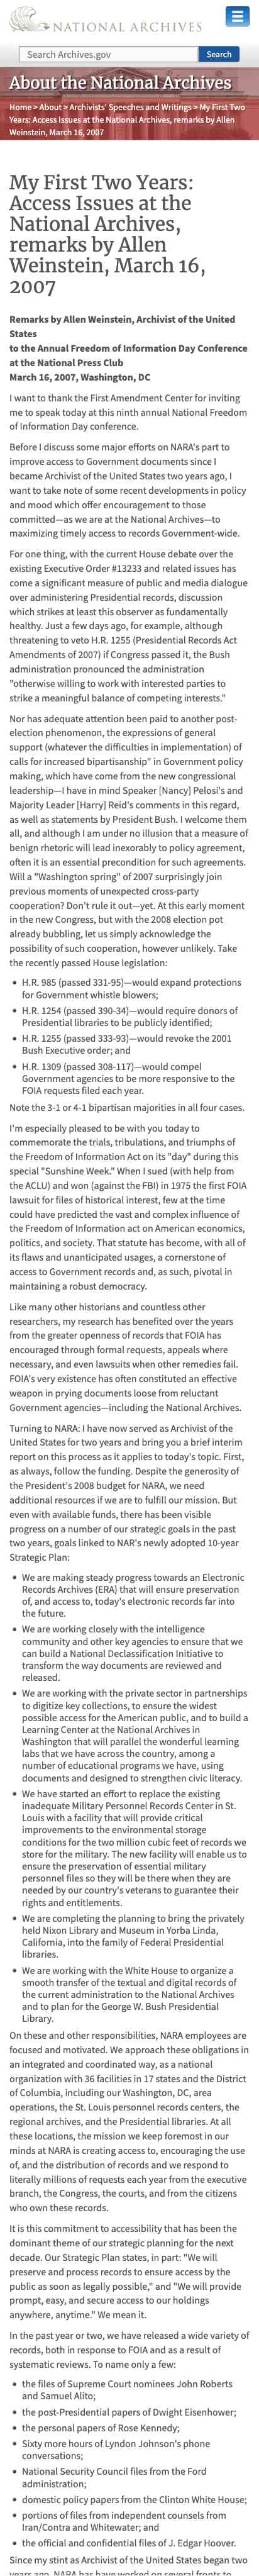 NATIONAL ARCHIVES
Search Archives.gov
Search
About the National Archives
Home > About > Archivists' Speeches and Writings > My First Two
Years: Access Issues at the National Archives, remarks by Allen
Weinstein, March 16, 2007
My First Two Years:
Access Issues at the
National Archives,
remarks by Allen
Weinstein, March 16,
2007
Remarks by Allen Weinstein, Archivist of the United
States
to the Annual Freedom of Information Day Conference
at the National Press Club
March 16, 2007, Washington, DC
I want to thank the First Amendment Center for inviting
me to speak today at this ninth annual National Freedom
of Information Day conference.
Before I discuss some major efforts on NARA's part to
improve access to Government documents since I
became Archivist of the United States two years ago, I
want to take note of some recent developments in policy
and mood which offer encouragement to those
committed—as we are at the National Archives—to
maximizing timely access to records Government-wide.
For one thing, with the current House debate over the
existing Executive Order #13233 and related issues has
come a significant measure of public and media dialogue
over administering Presidential records, discussion
which strikes at least this observer as fundamentally
healthy. Just a few days ago, for example, although
threatening to veto H.R. 1255 (Presidential Records Act
Amendments of 2007) if Congress passed it, the Bush
administration pronounced the administration
"otherwise willing to work with interested parties to
strike a meaningful balance of competing interests."
Nor has adequate attention been paid to another post-
election phenomenon, the expressions of general
support (whatever the difficulties in implementation) of
calls for increased bipartisanship" in Government policy
making, which have come from the new congressional
leadership—I have in mind Speaker [Nancy] Pelosi's and
Majority Leader [Harry] Reid's comments in this regard,
as well as statements by President Bush. I welcome them
all, and although I am under no illusion that a measure of
benign rhetoric will lead inexorably to policy agreement,
often it is an essential precondition for such agreements.
Will a "Washington spring" of 2007 surprisingly join
previous moments of unexpected cross-party
cooperation? Don't rule it out—yet. At this early moment
in the new Congress, but with the 2008 election pot
already bubbling, let us simply acknowledge the
possibility of such cooperation, however unlikely. Take
the recently passed House legislation:
• H.R. 985 (passed 331-95)—would expand protections
for Government whistle blowers;
• H.R. 1254 (passed 390-34)—would require donors of
Presidential libraries to be publicly identified;
• H.R. 1255 (passed 333-93)—would revoke the 2001
Bush Executive order; and
• H.R. 1309 (passed 308-117)—would compel
Government agencies to be more responsive to the
FOIA requests filed each year.
Note the 3-1 or 4-1 bipartisan majorities in all four cases.
I'm especially pleased to be with you today to
commemorate the trials, tribulations, and triumphs of
the Freedom of Information Act on its "day" during this
special "Sunshine Week." When I sued (with help from
the ACLU) and won (against the FBI) in 1975 the first FOIA
lawsuit for files of historical interest, few at the time
could have predicted the vast and complex influence of
the Freedom of Information act on American economics,
politics, and society. That statute has become, with all of
its flaws and unanticipated usages, a cornerstone of
access to Government records and, as such, pivotal in
maintaining a robust democracy.
Like many other historians and countless other
researchers, my research has benefited over the years
from the greater openness of records that FOIA has
encouraged through formal requests, appeals where
necessary, and even lawsuits when other remedies fail.
FOIA's very existence has often constituted an effective
weapon in prying documents loose from reluctant
Government agencies—including the National Archives.
Turning to NARA: I have now served as Archivist of the
United States for two years and bring you a brief interim
report on this process as it applies to today's topic. First,
as always, follow the funding. Despite the generosity of
the President's 2008 budget for NARA, we need
additional resources if we are to fulfill our mission. But
even with available funds, there has been visible
progress on a number of our strategic goals in the past
two years, goals linked to NAR's newly adopted 10-year
Strategic Plan:
• We are making steady progress towards an Electronic
Records Archives (ERA) that will ensure preservation
of, and access to, today's electronic records far into
the future.
• We are working closely with the intelligence
community and other key agencies to ensure that we
can build a National Declassification Initiative to
transform the way documents are reviewed and
released.
• We are working with the private sector in partnerships
to digitize key collections, to ensure the widest
possible access for the American public, and to build a
Learning Center at the National Archives in
Washington that will parallel the wonderful learning
labs that we have across the country, among a
number of educational programs we have, using
documents and designed to strengthen civic literacy.
• We have started an effort to replace the existing
inadequate Military Personnel Records Center in St.
Louis with a facility that will provide critical
improvements to the environmental storage
conditions for the two million cubic feet of records we
store for the military. The new facility will enable us to
ensure the preservation of essential military
personnel files so they will be there when they are
needed by our country's veterans to guarantee their
rights and entitlements.
• We are completing the planning to bring the privately
held Nixon Library and Museum in Yorba Linda,
California, into the family of Federal Presidential
libraries.
• We are working with the White House to organize a
smooth transfer of the textual and digital records of
the current administration to the National Archives
and to plan for the George W. Bush Presidential
Library.
On these and other responsibilities, NARA employees are
focused and motivated. We approach these obligations in
an integrated and coordinated way, as a national
organization with 36 facilities in 17 states and the District
of Columbia, including our Washington, DC, area
operations, the St. Louis personnel records centers, the
regional archives, and the Presidential libraries. At all
these locations, the mission we keep foremost in our
minds at NARA is creating access to, encouraging the use
of, and the distribution of records and we respond to
literally millions of requests each year from the executive
branch, the Congress, the courts, and from the citizens
who own these records.
It is this commitment to accessibility that has been the
dominant theme of our strategic planning for the next
decade. Our Strategic Plan states, in part: "We will
preserve and process records to ensure access by the
public as soon as legally possible," and "We will provide
prompt, easy, and secure access to our holdings
anywhere, anytime." We mean it.
In the past year or two, we have released a wide variety of
records, both in response to FOIA and as a result of
systematic reviews. To name only a few:
• the files of Supreme Court nominees John Roberts
and Samuel Alito;
• the post-Presidential papers of Dwight Eisenhower;
• the personal papers of Rose Kennedy;
• Sixty more hours of Lyndon Johnson's phone
conversations;
• National Security Council files from the Ford
administration;
• domestic policy papers from the Clinton White House;
• portions of files from independent counsels from
Iran/Contra and Whitewater; and
• the official and confidential files of J. Edgar Hoover.
Since my stint as Archivist of the United States began two
years ago, NARA has worked on several fronts to